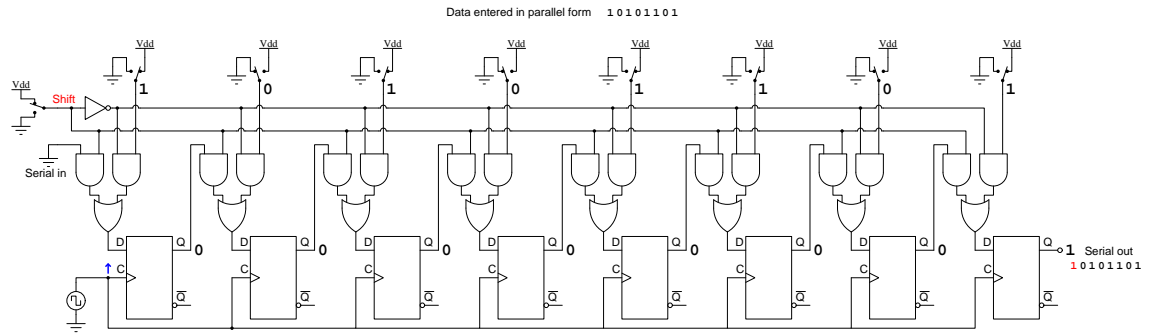 Data entered in parallel form 1 0 1 0 1 1 0 1
Vdd Vdd Vdd Vdd Vdd Vdd Vdd Vdd
Vdd
1 0 1 0 1 1 0 1
Shift
Serial in
D Q D Q D Q D Q D Q D Q D Q D Q
0 0 0 0 0 0 0 1 Serial out
C C C C C C C C
1 0 1 0 1 1 0 1
Q Q Q Q Q Q Q Q